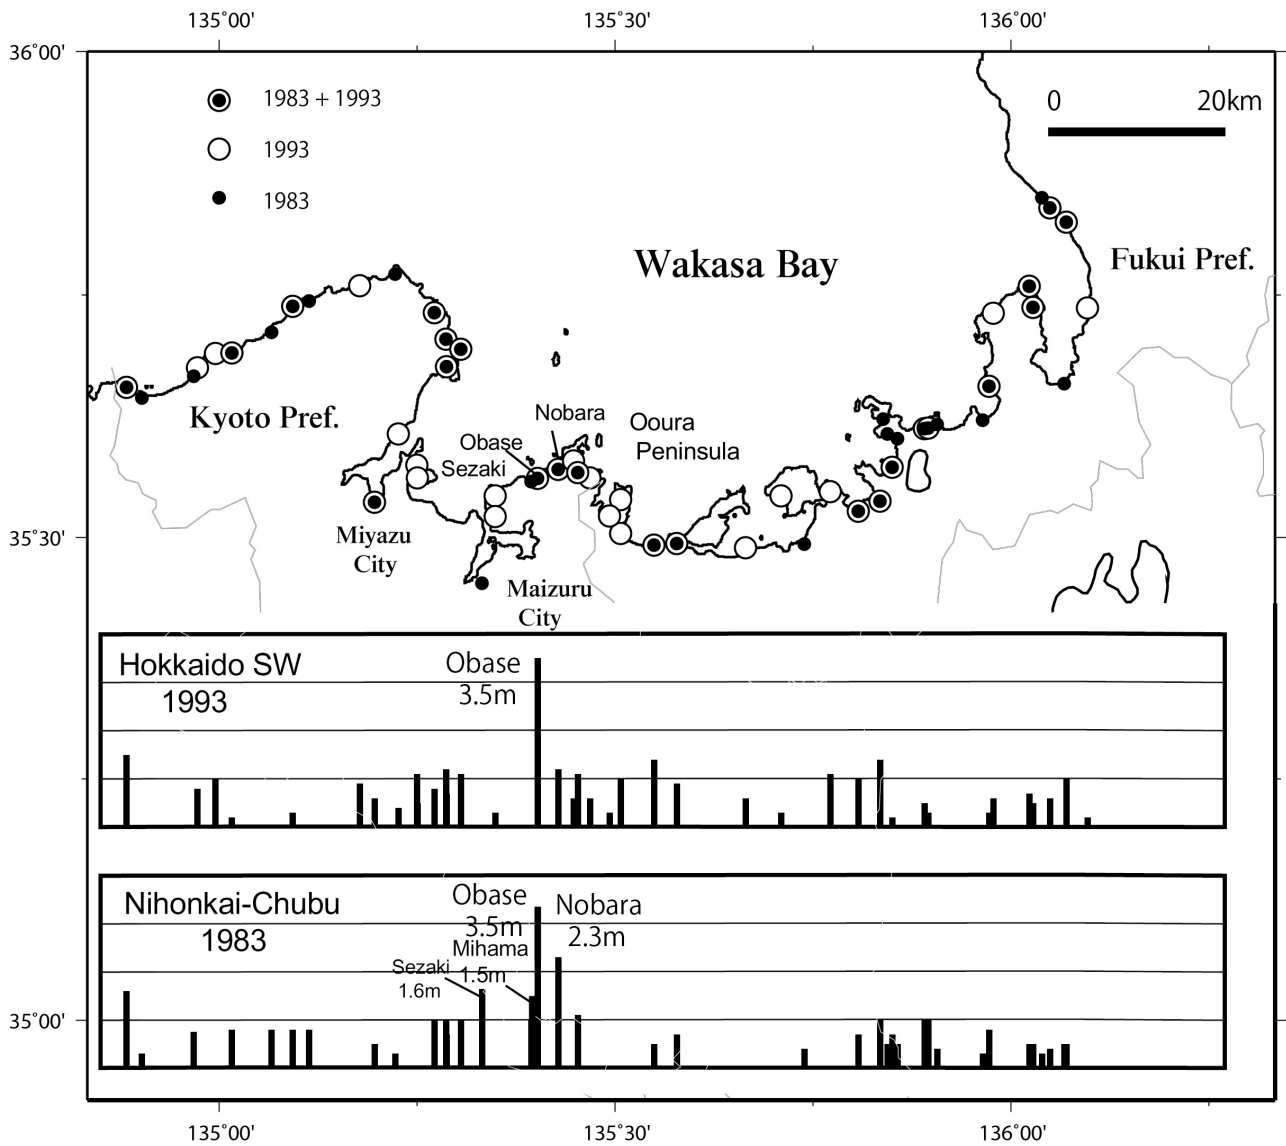 135°00'
135°30'
136°00'
36°00'
1983 + 1993
1993
1983
0
20km
Wakasa Bay
Fukui Pref.
Kyoto Pref.
Nobara
Ooura
Peninsula
Obase
Sezaki
Miyazu
City
35°30'
Maizuru
City
Hokkaido SW
1993
Obase
3.5m
Nihonkai-Chubu
1983
Obase
3.5m
Nobara
2.3m
Mihama
1.5m
Sezaki
1.6m
35°00'
135°00'
135°30'
136°00'